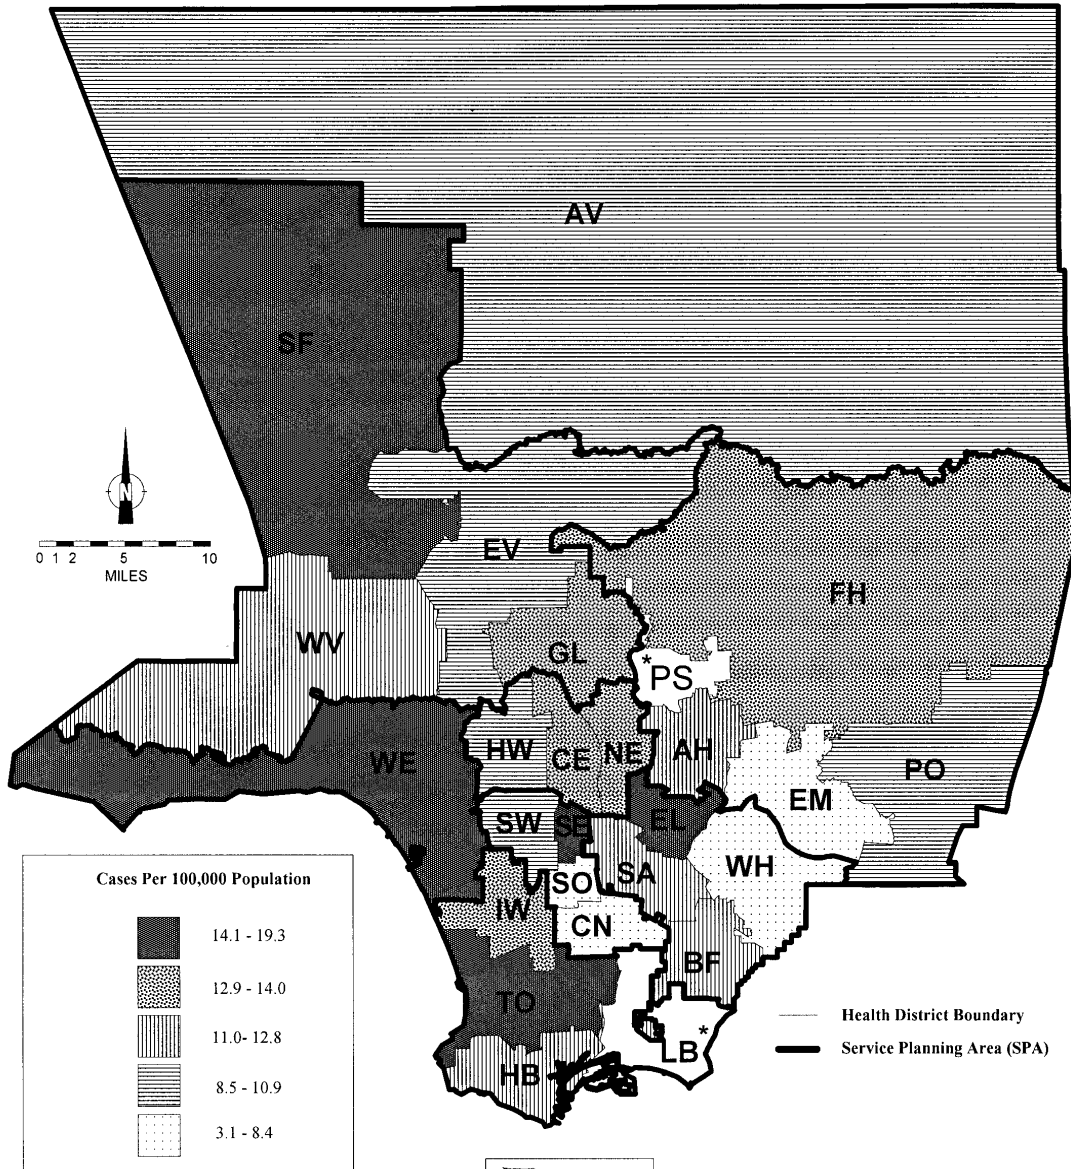 AV
SF
N
0 1 2 5 10
MILES
EV
FH
WV
GL
*
PS
HW
CE
NE
AH
WE
PO
EM
SW
SE
EL
WH
SA
SO
IW
CN
BF
TO
*
LB
HB
Cases Per 100,000 Population
14.1 - 19.3
12.9 - 14.0
11.0- 12.8
8.5 - 10.9
3.1 - 8.4
Health District Boundary
Service Planning Area (SPA)